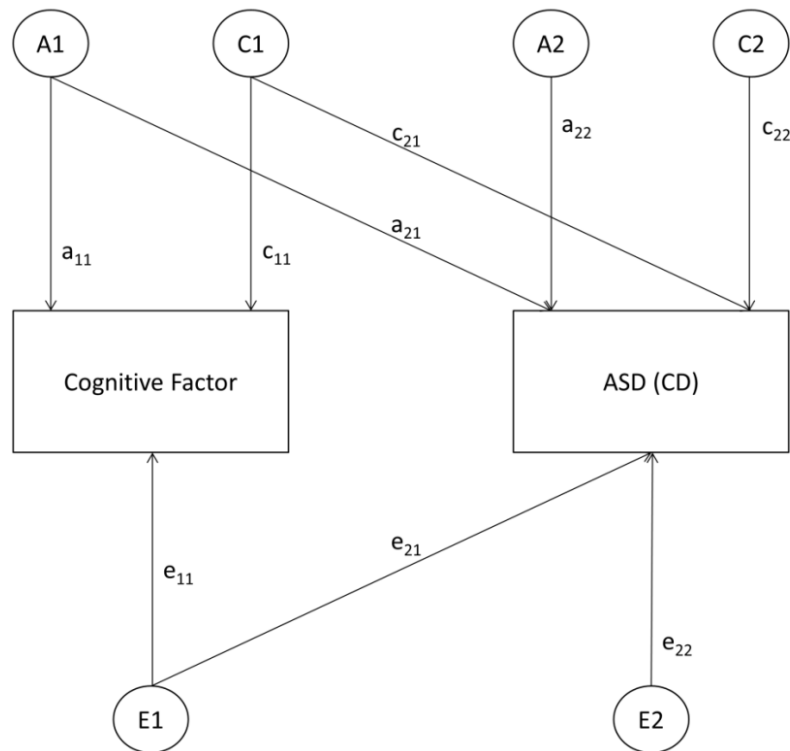 A1
C1
A2
C2
c21
a22
c22
a21
a11
c11
Cognitive Factor
ASD (CD)
e21
e11
e22
E1
E2